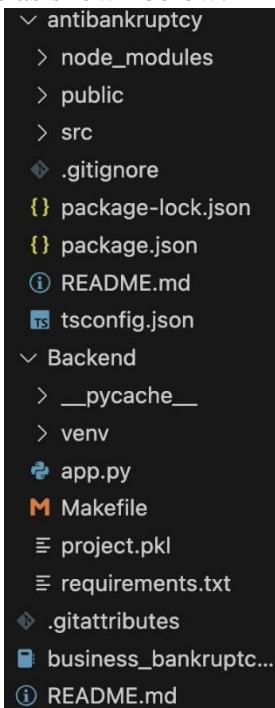 antibankruptcy
node_modules
public
src
.gitignore
{} package-lock.json
{} package.json
README.md
TS tsconfig.json
Backend
__pycache__
venv
app.py
M Makefile
project.pkl
requirements.txt
.gitattributes
business_bankruptc...
README.md